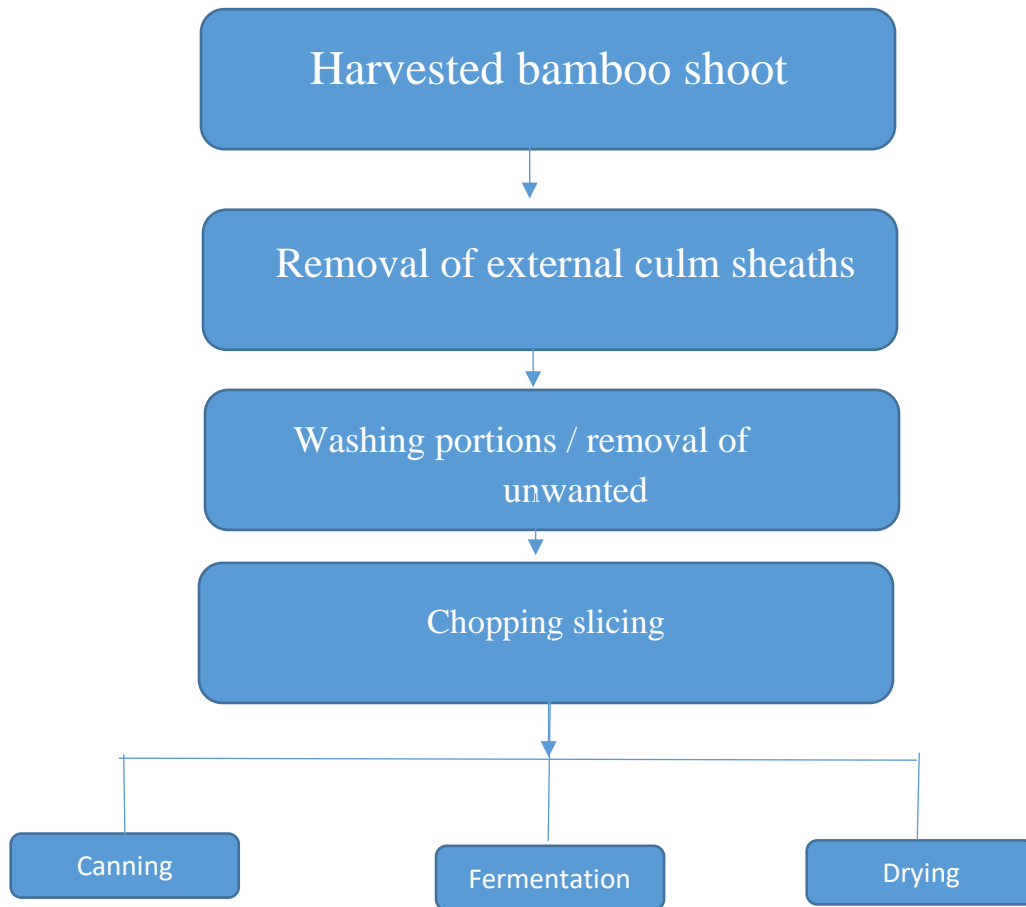 Harvested bamboo shoot
Removal of external culm sheaths
Washing portions / removal of
unwanted
Chopping slicing
Canning
Fermentation
Drying